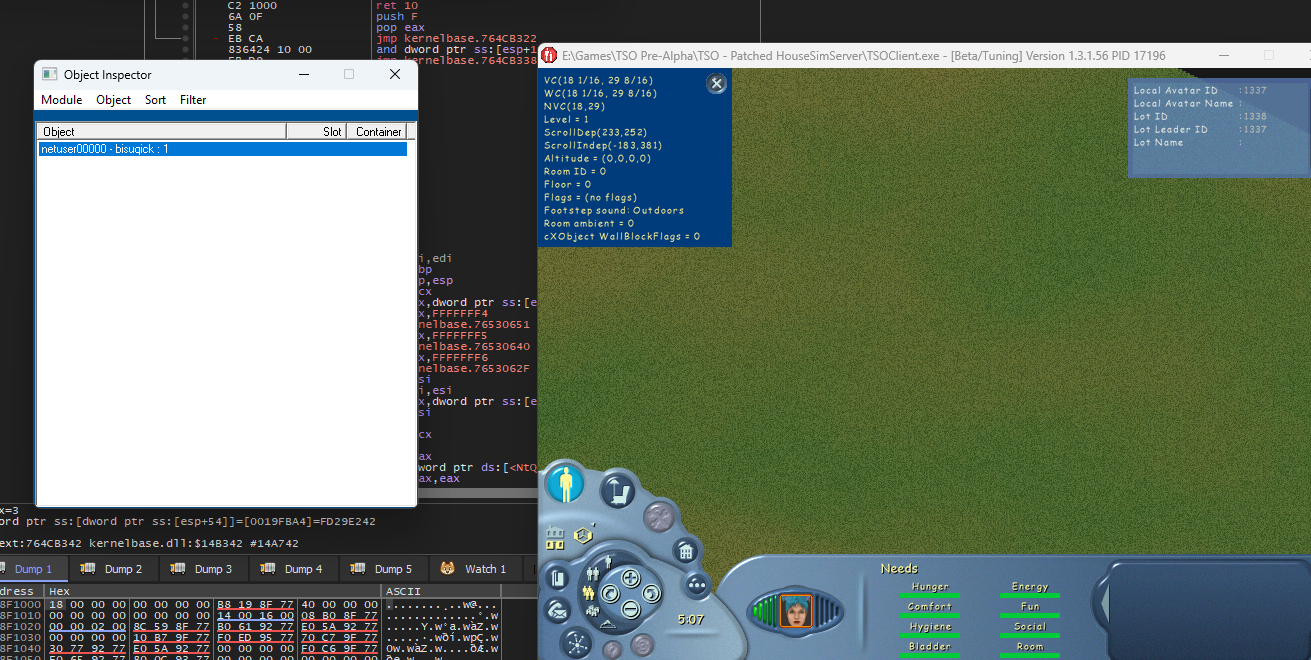 C2 1000
ret 10
6A 0F
push F
58
pop eax
EB CA
jmp kernelbase.764CB322
836424 10 00
and dword ptr ss:[esp+1
jmp kernelbase.764CB338
Object Inspector
Module Object Sort Filter
Object Slot Container
netuser00000 - bisuqick : 1
E:\Games\TSO Pre-Alpha\TSO - Patched HouseSimServer\TSOClient.exe - [Beta/Tuning] Version 1.3.1.56 PID 17196
VC(18 1/16, 29 8/16)
WC(18 1/16, 29 8/16)
NVC(18,29)
Level = 1
ScrollDep(233,252)
ScrollIndep(-183,381)
Altitude = (0,0,0,0)
Room ID = 0
Floor = 0
Flags = (no flags)
Footstep sound: Outdoors
Room ambient = 0
cXObject WallBlockFlags = 0
Local Avatar ID :1337
Local Avatar Name :
Lot ID :1338
Lot Leader ID :1337
Lot Name :
i,edi
bp
p,esp
cx
x,dword ptr ss:[e
x,FFFFFFF4
nelbase.76530651
x,FFFFFFF5
nelbase.76530640
x,FFFFFFF6
nelbase.7653062F
si
i,esi
x,dword ptr ss:[e
si
cx
ax
word ptr ds:[<NtQ
ax,eax
x=3
ord ptr ss:[dword ptr ss:[esp+54]]=[0019FBA4]=FD29E242
ext:764CB342 kernelbase.dll:$14B342 #14A742
Dump 1 Dump 2 Dump 3 Dump 4 Dump 5 Watch 1
dress Hex ASCII
8F1000 18 00 00 00 00 00 00 00 B8 19 8F 77 40 00 00 00
8F1010 00 00 00 00 00 00 00 00 14 00 16 00 08 B0 8F 77
8F1020 00 00 02 00 8C 59 8F 77 B0 61 92 77 E0 5A 92 77
8F1030 00 00 00 00 10 B7 9F 77 F0 ED 95 77 70 C7 9F 77
8F1040 30 77 92 77 E0 5A 92 77 00 00 00 00 F0 C6 9F 77
5:07
Needs
Hunger Energy
Comfort Fun
Hygiene Social
Bladder Room